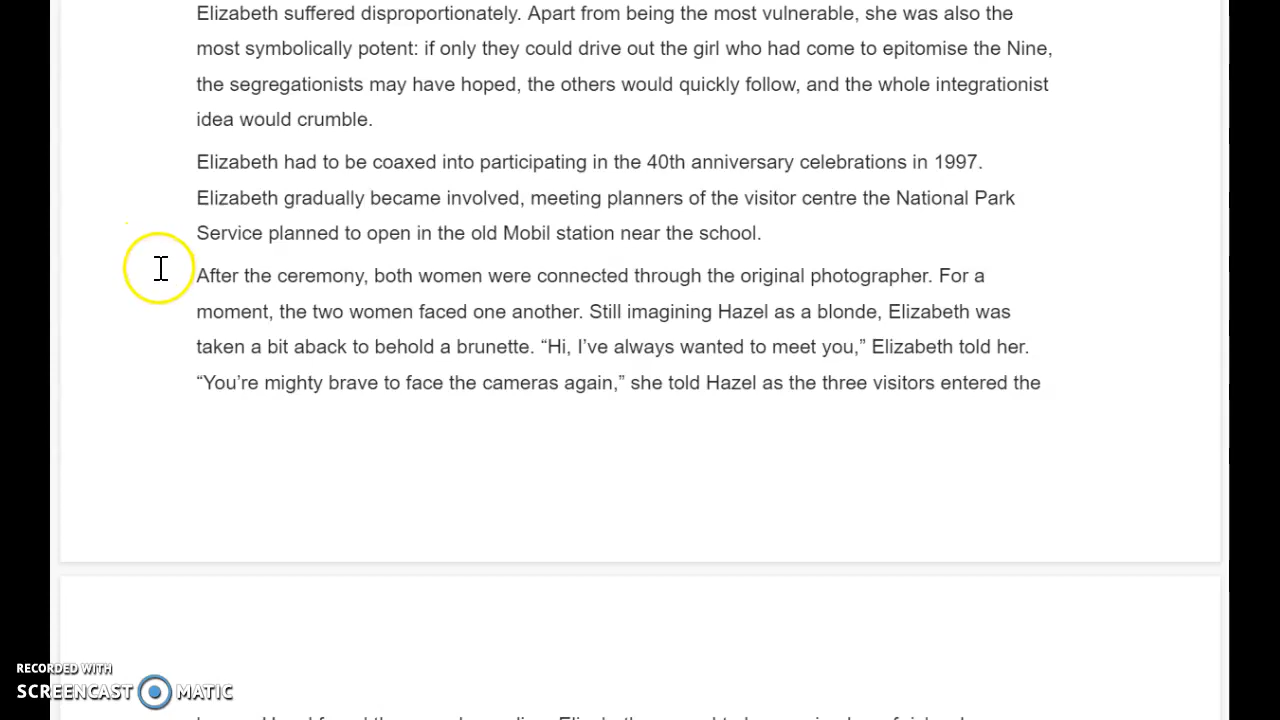 Elizabeth suffered disproportionately. Apart from being the most vulnerable, she was also the
most symbolically potent: if only they could drive out the girl who had come to epitomise the Nine,
the segregationists may have hoped, the others would quickly follow, and the whole integrationist
idea would crumble.
Elizabeth had to be coaxed into participating in the 40th anniversary celebrations in 1997.
Elizabeth gradually became involved, meeting planners of the visitor centre the National Park
Service planned to open in the old Mobil station near the school.
After the ceremony, both women were connected through the original photographer. For a
moment, the two women faced one another. Still imagining Hazel as a blonde, Elizabeth was
taken a bit aback to behold a brunette. “Hi, I’ve always wanted to meet you,” Elizabeth told her.
“You’re mighty brave to face the cameras again,” she told Hazel as the three visitors entered the
RECORDED WITH
SCREENCAST MATIC